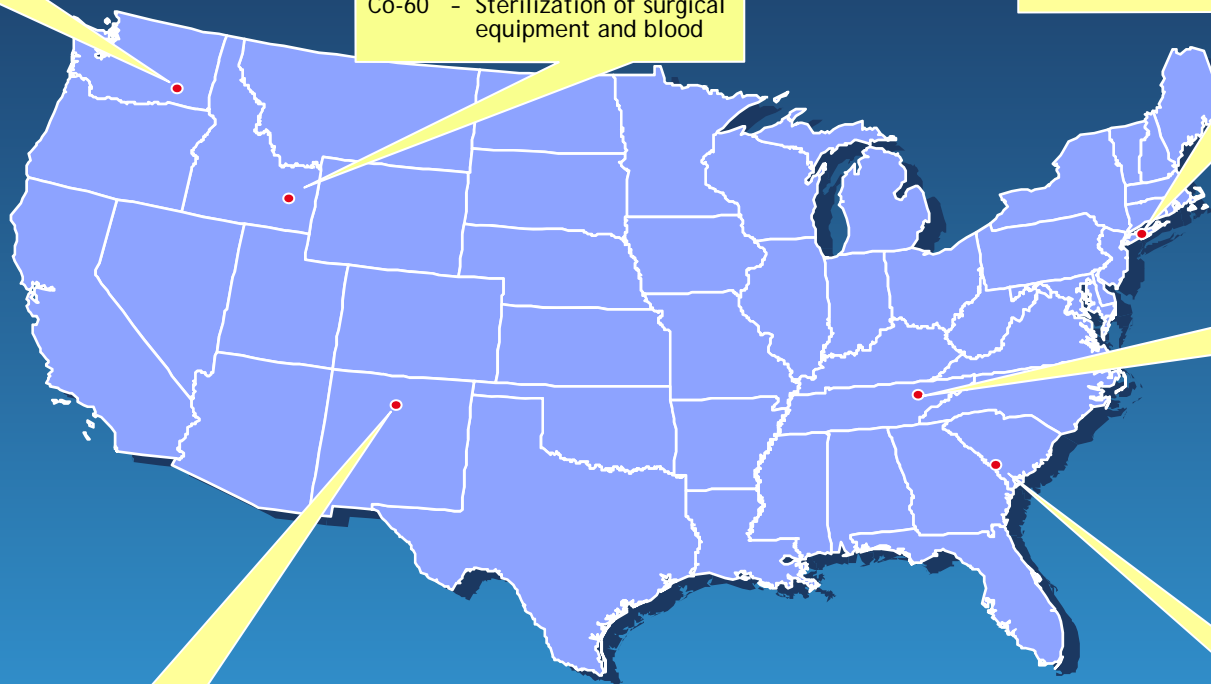 Co-60 – Sterilization of surgical
equipment and blood